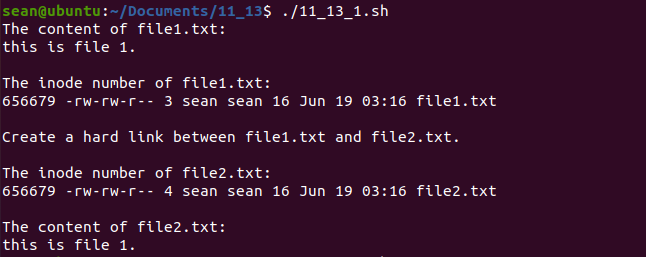 sean@ubuntu:~/Documents/11_13$ ./11_13_1.sh
The content of file1.txt:
this is file 1.
The inode number of file1.txt:
656679 -rw-rw-r-- 3 sean sean 16 Jun 19 03:16 file1.txt
Create a hard link between file1.txt and file2.txt.
The inode number of file2.txt:
656679 -rw-rw-r-- 4 sean sean 16 Jun 19 03:16 file2.txt
The content of file2.txt:
this is file 1.